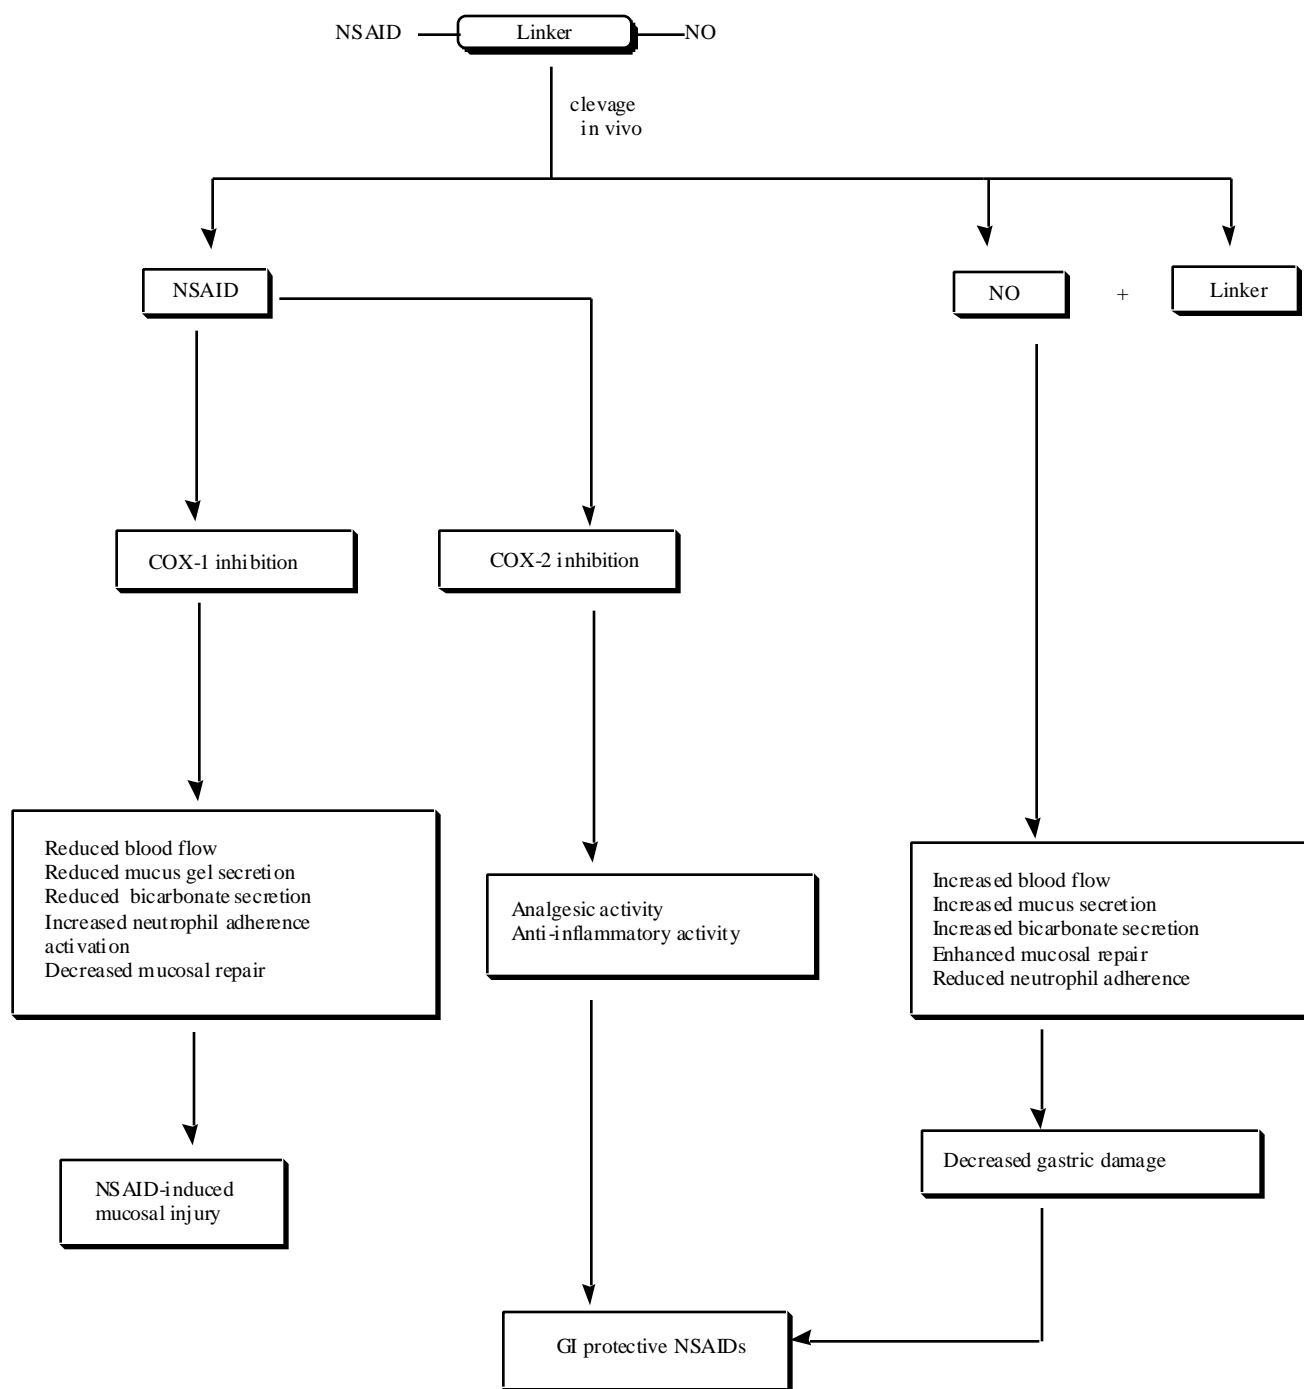 NSAID
Linker
NO
clevage
in vivo
NSAID
NO
+
Linker
COX-1 inhibition
COX-2 inhibition
Reduced blood flow
Reduced mucus gel secretion
Reduced bicarbonate secretion
Increased neutrophil adherence
activation
Decreased mucosal repair
Analgesic activity
Anti-inflammatory activity
Increased blood flow
Increased mucus secretion
Increased bicarbonate secretion
Enhanced mucosal repair
Reduced neutrophil adherence
NSAID-induced
mucosal injury
Decreased gastric damage
GI protective NSAIDs